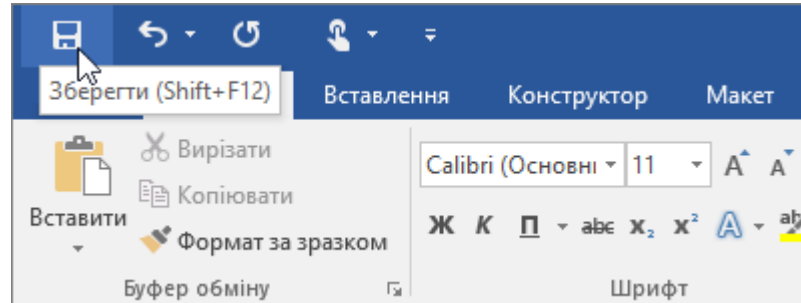 Зберегти (Shift+F12)
Вставлення Конструктор Макет
Вирізати
Копіювати
Вставити
Формат за зразком
Буфер обміну
Calibri (Основні 11 A A
Ж К П abc x₂ x² A ab
Шрифт